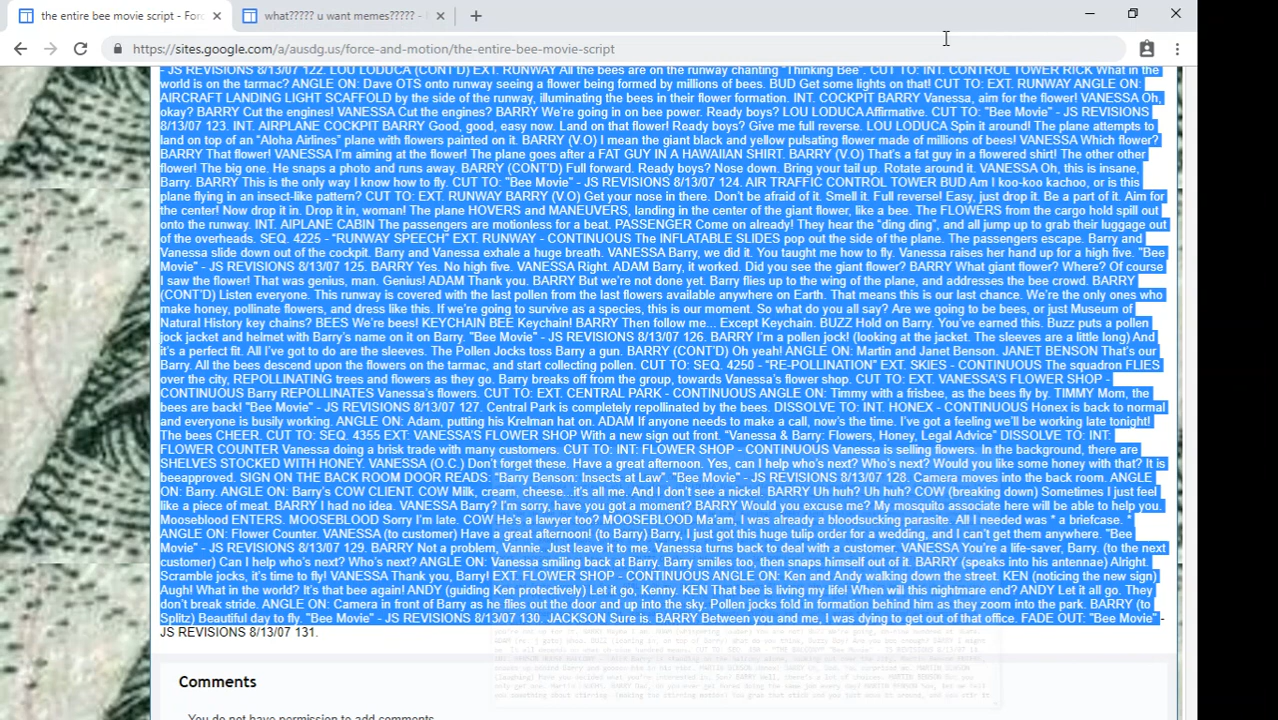 the entire bee movie script - Forc
what????? u want memes????? -
https://sites.google.com/a/ausdg.us/force-and-motion/the-entire-bee-movie-script
- JS REVISIONS 8/13/07 122. LOU LODUCA (CONT'D) EXT. RUNWAY All the bees are on the runway chanting "Thinking Bee". CUT TO: INT. CONTROL TOWER RICK What in the
world is on the tarmac? ANGLE ON: Dave OTS onto runway seeing a flower being formed by millions of bees. BUD Get some lights on that! CUT TO: EXT. RUNWAY ANGLE ON:
AIRCRAFT LANDING LIGHT SCAFFOLD by the side of the runway, illuminating the bees in their flower formation. INT. COCKPIT BARRY Vanessa, aim for the flower! VANESSA Oh,
okay? BARRY Cut the engines! VANESSA Cut the engines? BARRY We're going in on bee power. Ready boys? LOU LODUCA Affirmative. CUT TO: "Bee Movie" - JS REVISIONS
8/13/07 123. INT. AIRPLANE COCKPIT BARRY Good, good, easy now. Land on that flower! Ready boys? Give me full reverse. LOU LODUCA Spin it around! The plane attempts to
land on top of an "Aloha Airlines" plane with flowers painted on it. BARRY (V.O) I mean the giant black and yellow pulsating flower made of millions of bees! VANESSA Which flower?
BARRY That flower! VANESSA I'm aiming at the flower! The plane goes after a FAT GUY IN A HAWAIIAN SHIRT. BARRY (V.O) That's a fat guy in a flowered shirt! The other other
flower! The big one. He snaps a photo and runs away. BARRY (CONT'D) Full forward. Ready boys? Nose down. Bring your tail up. Rotate around it. VANESSA Oh, this is insane,
Barry. BARRY This is the only way I know how to fly. CUT TO: "Bee Movie" - JS REVISIONS 8/13/07 124. AIR TRAFFIC CONTROL TOWER BUD Am I koo-koo kachoo, or is this
plane flying in an insect-like pattern? CUT TO: EXT. RUNWAY BARRY (V.O) Get your nose in there. Don't be afraid of it. Smell it. Full reverse! Easy, just drop it. Be a part of it. Aim for
the center! Now drop it in. Drop it in, woman! The plane HOVERS and MANEUVERS, landing in the center of the giant flower, like a bee. The FLOWERS from the cargo hold spill out
onto the runway. INT. AIPLANE CABIN The passengers are motionless for a beat. PASSENGER Come on already! They hear the "ding ding", and all jump up to grab their luggage out
of the overheads. SEQ. 4225 - "RUNWAY SPEECH" EXT. RUNWAY - CONTINUOUS The INFLATABLE SLIDES pop out the side of the plane. The passengers escape. Barry and
Vanessa slide down out of the cockpit. Barry and Vanessa exhale a huge breath. VANESSA Barry, we did it. You taught me how to fly. Vanessa raises her hand up for a high five. "Bee
Movie" - JS REVISIONS 8/13/07 125. BARRY Yes. No high five. VANESSA Right. ADAM Barry, it worked. Did you see the giant flower? BARRY What giant flower? Where? Of course
I saw the flower! That was genius, man. Genius! ADAM Thank you. BARRY But we're not done yet. Barry flies up to the wing of the plane, and addresses the bee crowd. BARRY
(CONT'D) Listen everyone. This runway is covered with the last pollen from the last flowers available anywhere on Earth. That means this is our last chance. We're the only ones who
make honey, pollinate flowers, and dress like this. If we're going to survive as a species, this is our moment. So what do you all say? Are we going to be bees, or just Museum of
Natural History key chains? BEES We're bees! KEYCHAIN BEE Keychain! BARRY Then follow me... Except Keychain. BUZZ Hold on Barry. You've earned this. Buzz puts a pollen
jock jacket and helmet with Barry's name on it on Barry. "Bee Movie" - JS REVISIONS 8/13/07 126. BARRY I'm a pollen jock! (looking at the jacket. The sleeves are a little long) And
it's a perfect fit. All I've got to do are the sleeves. The Pollen Jocks toss Barry a gun. BARRY (CONT'D) Oh yeah! ANGLE ON: Martin and Janet Benson. JANET BENSON That's our
Barry. All the bees descend upon the flowers on the tarmac, and start collecting pollen. CUT TO: SEQ. 4250 - "RE-POLLINATION" EXT. SKIES - CONTINUOUS The squadron FLIES
over the city, REPOLLINATING trees and flowers as they go. Barry breaks off from the group, towards Vanessa's flower shop. CUT TO: EXT. VANESSA'S FLOWER SHOP -
CONTINUOUS Barry REPOLLINATES Vanessa's flowers. CUT TO: EXT. CENTRAL PARK - CONTINUOUS ANGLE ON: Timmy with a frisbee, as the bees fly by. TIMMY Mom, the
bees are back! "Bee Movie" - JS REVISIONS 8/13/07 127. Central Park is completely repollinated by the bees. DISSOLVE TO: INT. HONEX - CONTINUOUS Honex is back to normal
and everyone is busily working. ANGLE ON: Adam, putting his Krelman hat on. ADAM If anyone needs to make a call, now's the time. I've got a feeling we'll be working late tonight!
The bees CHEER. CUT TO: SEQ. 4355 EXT: VANESSA'S FLOWER SHOP With a new sign out front. "Vanessa & Barry: Flowers, Honey, Legal Advice" DISSOLVE TO: INT:
FLOWER COUNTER Vanessa doing a brisk trade with many customers. CUT TO: INT: FLOWER SHOP - CONTINUOUS Vanessa is selling flowers. In the background, there are
SHELVES STOCKED WITH HONEY. VANESSA (O.C.) Don't forget these. Have a great afternoon. Yes, can I help who's next? Who's next? Would you like some honey with that? It is
beeapproved. SIGN ON THE BACK ROOM DOOR READS: "Barry Benson: Insects at Law". "Bee Movie" - JS REVISIONS 8/13/07 128. Camera moves into the back room. ANGLE
ON: Barry. ANGLE ON: Barry's COW CLIENT. COW Milk, cream, cheese...it's all me. And I don't see a nickel. BARRY Uh huh? Uh huh? COW (breaking down) Sometimes I just feel
like a piece of meat. BARRY I had no idea. VANESSA Barry? I'm sorry, have you got a moment? BARRY Would you excuse me? My mosquito associate here will be able to help you.
Mooseblood ENTERS. MOOSEBLOOD Sorry I'm late. COW He's a lawyer too? MOOSEBLOOD Ma'am, I was already a bloodsucking parasite. All I needed was * a briefcase. *
ANGLE ON: Flower Counter. VANESSA (to customer) Have a great afternoon! (to Barry) Barry, I just got this huge tulip order for a wedding, and I can't get them anywhere. "Bee
Movie" - JS REVISIONS 8/13/07 129. BARRY Not a problem, Vannie. Just leave it to me. Vanessa turns back to deal with a customer. VANESSA You're a life-saver, Barry. (to the next
customer) Can I help who's next? Who's next? ANGLE ON: Vanessa smiling back at Barry. Barry smiles too, then snaps himself out of it. BARRY (speaks into his antennae) Alright.
Scramble jocks, it's time to fly! VANESSA Thank you, Barry! EXT. FLOWER SHOP - CONTINUOUS ANGLE ON: Ken and Andy walking down the street. KEN (noticing the new sign)
Augh! What in the world? It's that bee again! ANDY (guiding Ken protectively) Let it go, Kenny. KEN That bee is living my life! When will this nightmare end? ANDY Let it all go. They
don't break stride. ANGLE ON: Camera in front of Barry as he flies out the door and up into the sky. Pollen jocks fold in formation behind him as they zoom into the park. BARRY (to
Splitz) Beautiful day to fly. "Bee Movie" - JS REVISIONS 8/13/07 130. JACKSON Sure is. BARRY Between you and me, I was dying to get out of that office. FADE OUT: "Bee Movie" -
JS REVISIONS 8/13/07 131.
Comments
You do not have permission to add comments.